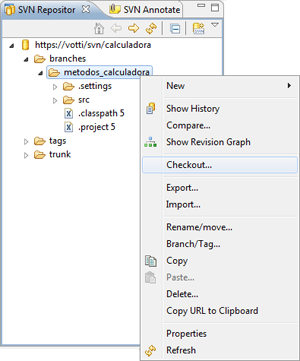 SVN Repositor
SVN Annotate
https://votti/svn/calculadora
branches
metodos_calculadora
.settings
src
.classpath 5
.project 5
tags
trunk
New
Show History
Compare...
Show Revision Graph
Checkout...
Export...
Import...
Rename/move...
Branch/Tag...
Copy
Paste...
Delete...
Copy URL to Clipboard
Properties
Refresh